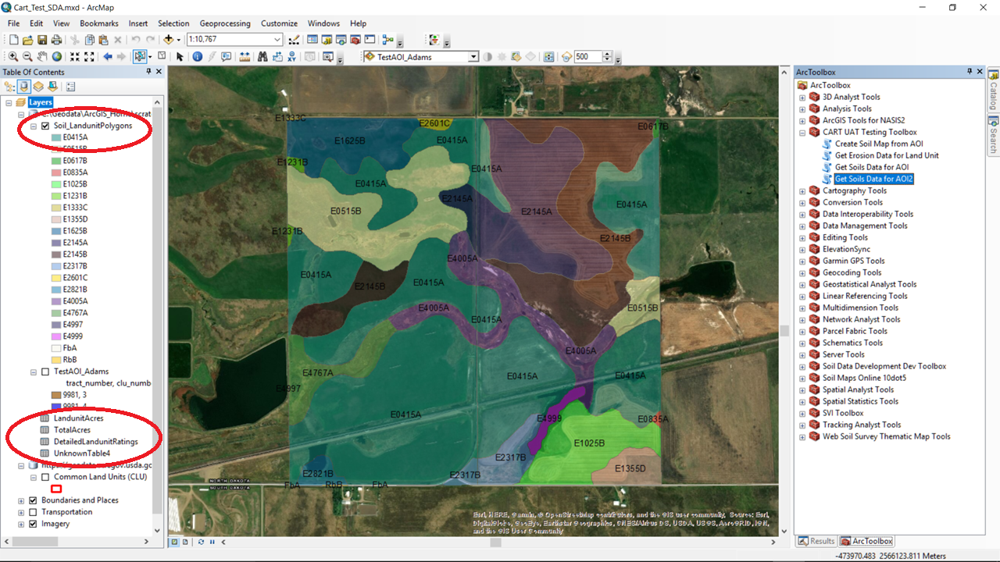 Cart_Test_SDA.mxd - ArcMap
File Edit View Bookmarks Insert Selection Geoprocessing Customize Windows Help
1:10,767
TestAOI_Adams
500
Table Of Contents
Layers
C:\Geodata\ArcGIS_Home\scrat
Soil_LandunitPolygons
E0415A
E0515B
E0617B
E0835A
E1025B
E1231B
E1333C
E1355D
E1625B
E2145A
E2145B
E2317B
E2601C
E2821B
E4005A
E4767A
E4997
E4999
FbA
RbB
TestAOI_Adams
tract_number, clu_numb
9981, 3
9981, 4
LandunitAcres
TotalAcres
DetailedLandunitRatings
UnknownTable4
Common Land Units (CLU)
Boundaries and Places
Transportation
Imagery
E1333C
E2601C
E0617B
E1625B
E0415A
E1231B
E0415A
E0415A
E2145A
E0415A
E0515B
E2145A
E1231B
E2145B
E4005A
E0415A
E0415A
E2145B
E4005A
E0415A
E0515B
E4005A
E4767A
E0415A
E0415A
E4997
E0415A
E4999
E0835A
E1025B
E2317B
E1355D
E2821B
E2317B
FbA
RbB
FbA
NORTH DAKOTA
SOUTH DAKOTA
Esri, HERE, Garmin, © OpenStreetMap contributors, and the GIS user community, Source: Esri,
DigitalGlobe, GeoEye, Earthstar Geographics, CNES/Airbus DS, USDA, USGS, AeroGRID, IGN,
and the GIS User Community
ArcToolbox
ArcToolbox
3D Analyst Tools
Analysis Tools
ArcGIS Tools for NASIS2
CART UAT Testing Toolbox
Create Soil Map from AOI
Get Erosion Data for Land Unit
Get Soils Data for AOI
Get Soils Data for AOI2
Cartography Tools
Conversion Tools
Data Interoperability Tools
Data Management Tools
Editing Tools
ElevationSync
Garmin GPS Tools
Geocoding Tools
Geostatistical Analyst Tools
Linear Referencing Tools
Multidimension Tools
Network Analyst Tools
Parcel Fabric Tools
Schematics Tools
Server Tools
Soil Data Development Dev Toolbox
Soil Maps Online 10dot5
Spatial Analyst Tools
Spatial Statistics Tools
SVI Toolbox
Tracking Analyst Tools
Web Soil Survey Thematic Map Tools
Catalog
Search
Results
ArcToolbox
-473970.483 2566123.811 Meters